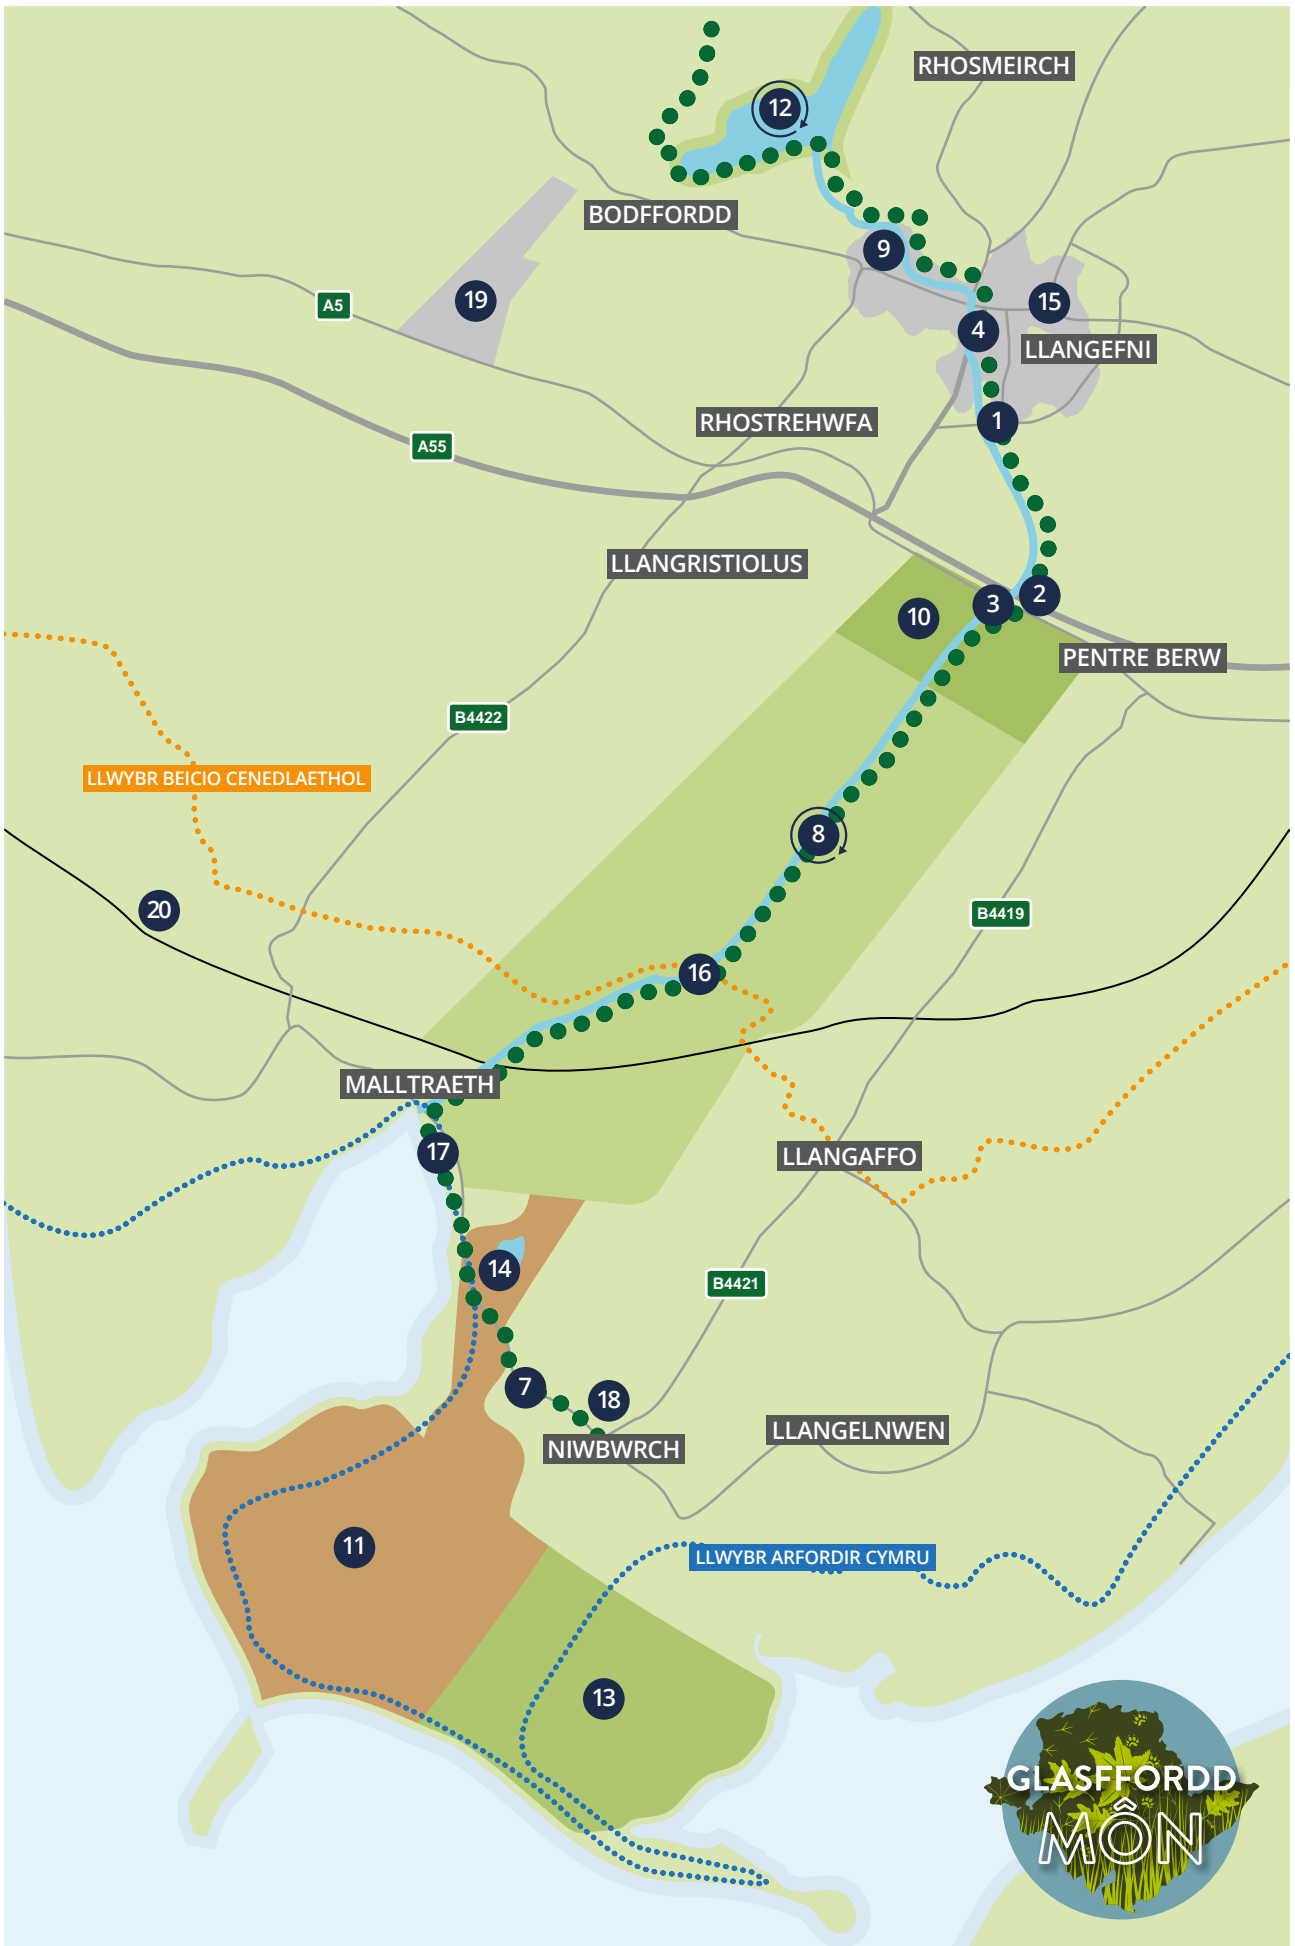 RHOSMEIRCH
12
BODFFORDD
9
19
A5
15
4
LLANGEFNI
RHOSTREHWFA
1
A55
LLANGRISTIOLUS
2
3
10
PENTRE BERW
B4422
LLWYBR BEICIO CENEDLAETHOL
8
20
B4419
16
MALLTRAETH
17
LLANGAFFO
14
B4421
7
18
LLANGELNWEN
NIWBWRCH
11
LLWYBR ARFORDIR CYMRU
13
GLASFFORDD
MÔN